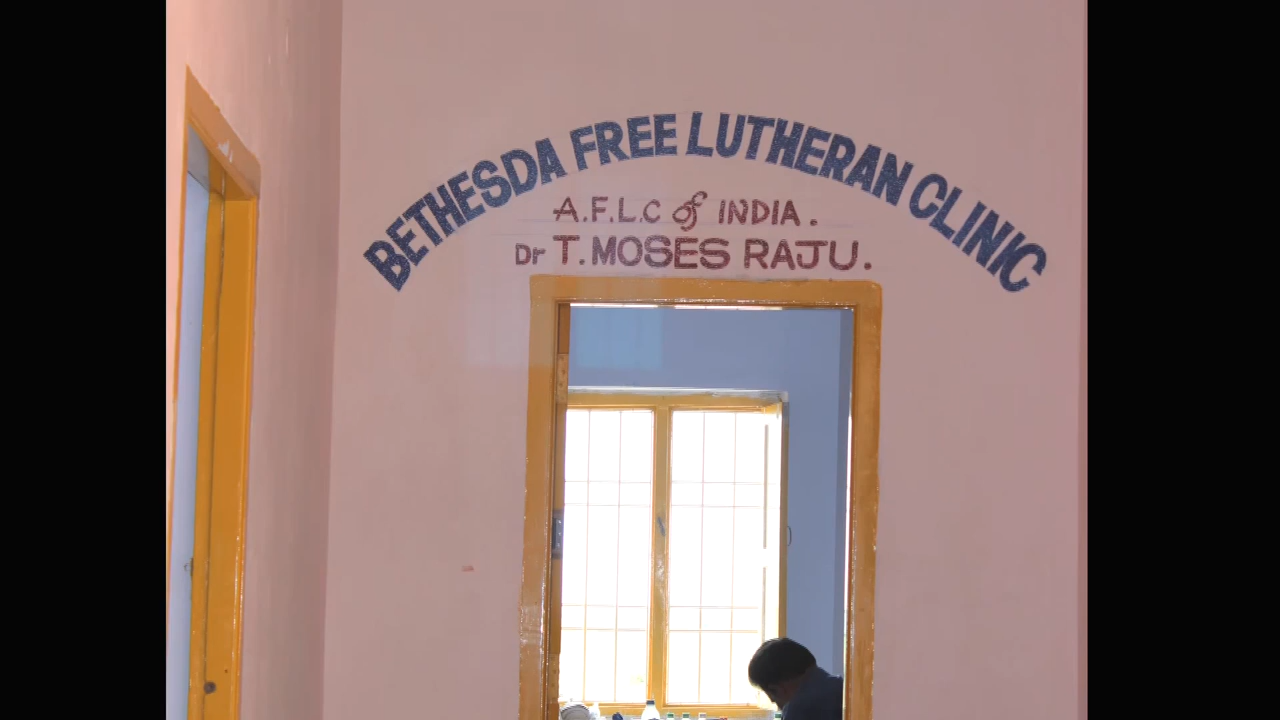 BETHESDA FREE LUTHERAN CLINIC
A.F.L.C of INDIA.
Dr T. MOSES RAJU.